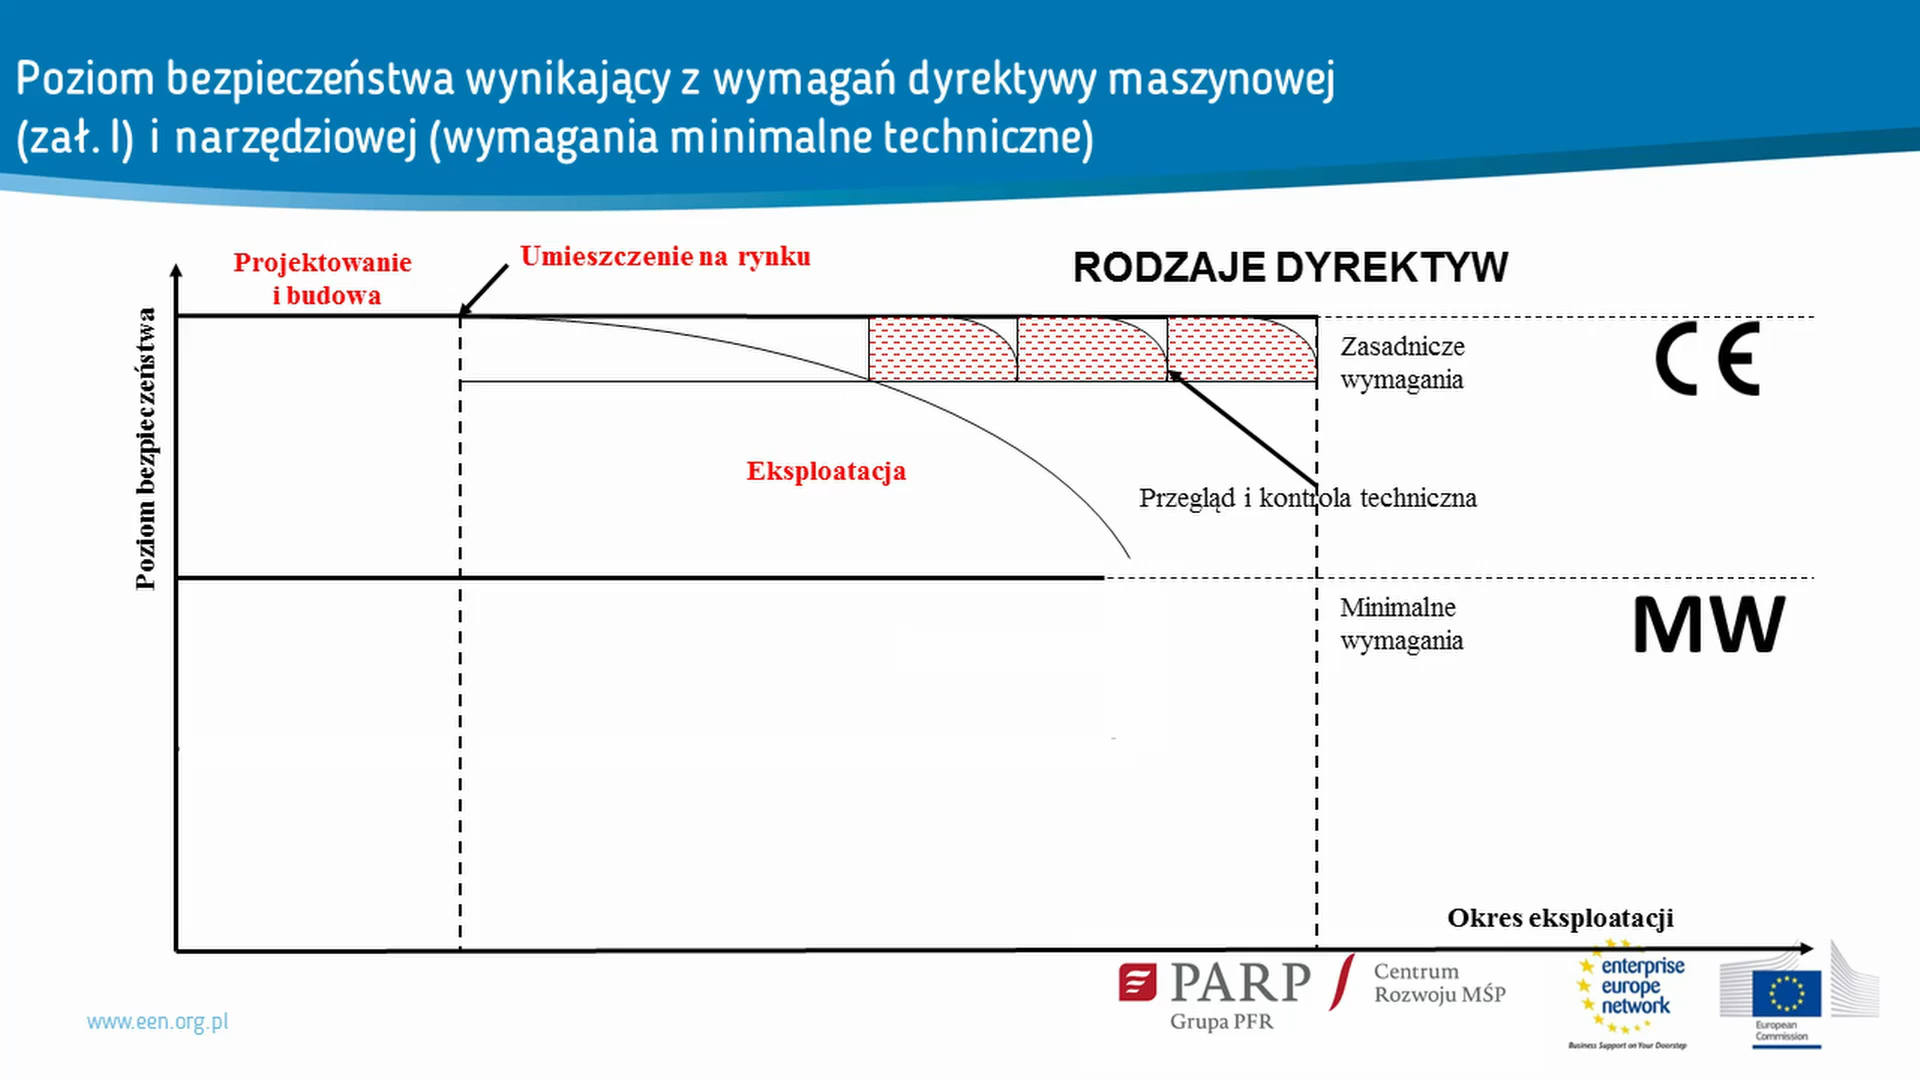 Poziom bezpieczeństwa wynikający z wymagań dyrektywy maszynowej
(zał. I) i narzędziowej (wymagania minimalne techniczne)
Projektowanie
i budowa
Umieszczenie na rynku
RODZAJE DYREKTYW
Poziom bezpieczeństwa
Zasadnicze
wymagania
CE
Eksploatacja
Przegląd i kontrola techniczna
Minimalne
wymagania
MW
Okres eksploatacji
PARP
Grupa PFR
Centrum
Rozwoju MŚP
enterprise
europe
network
Business Support on Your Doorstep
European
Commission
www.een.org.pl